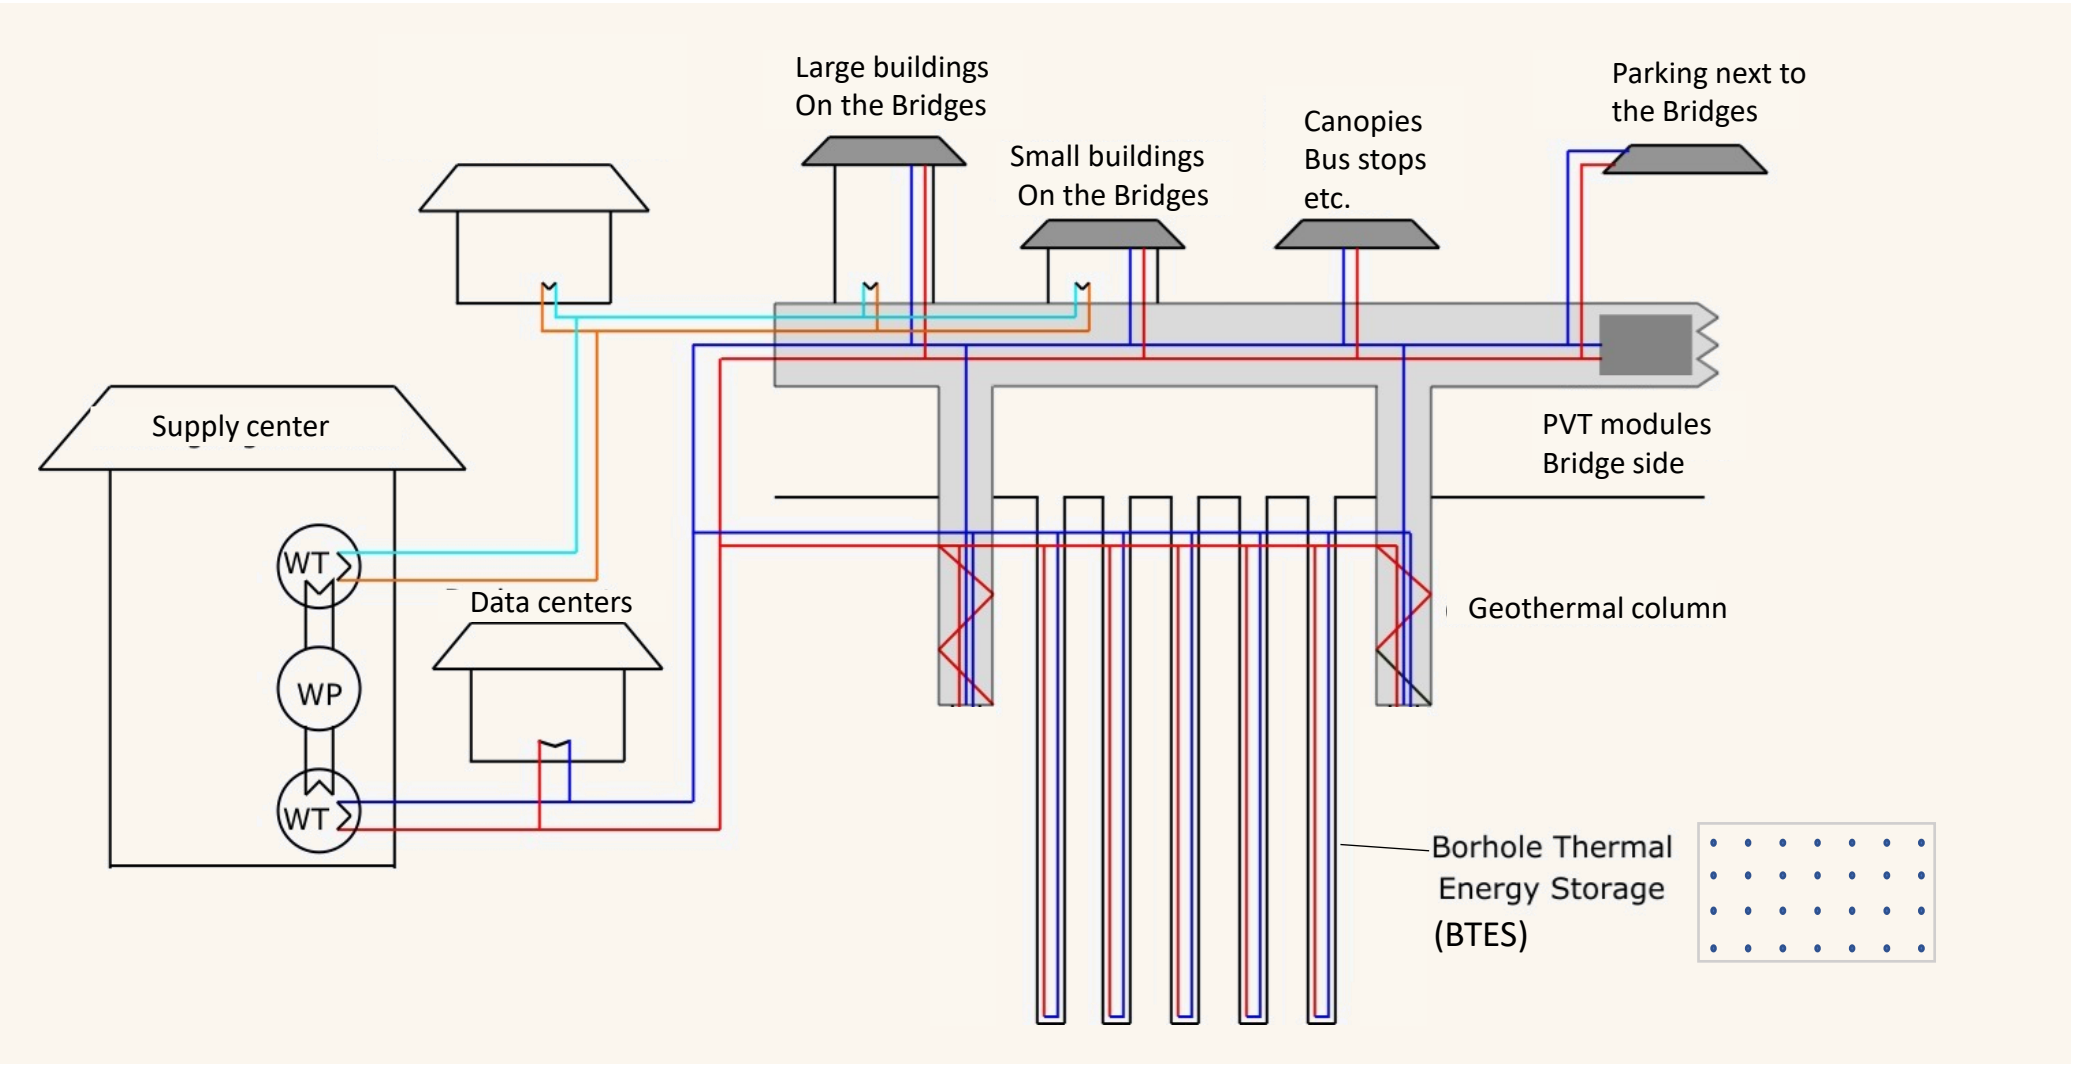 Large buildings
On the Bridges
Small buildings
On the Bridges
Canopies
Bus stops
etc.
Parking next to
the Bridges
Supply center
WT
WP
WT
Data centers
PVT modules
Bridge side
Geothermal column
Borhole Thermal
Energy Storage
(BTES)